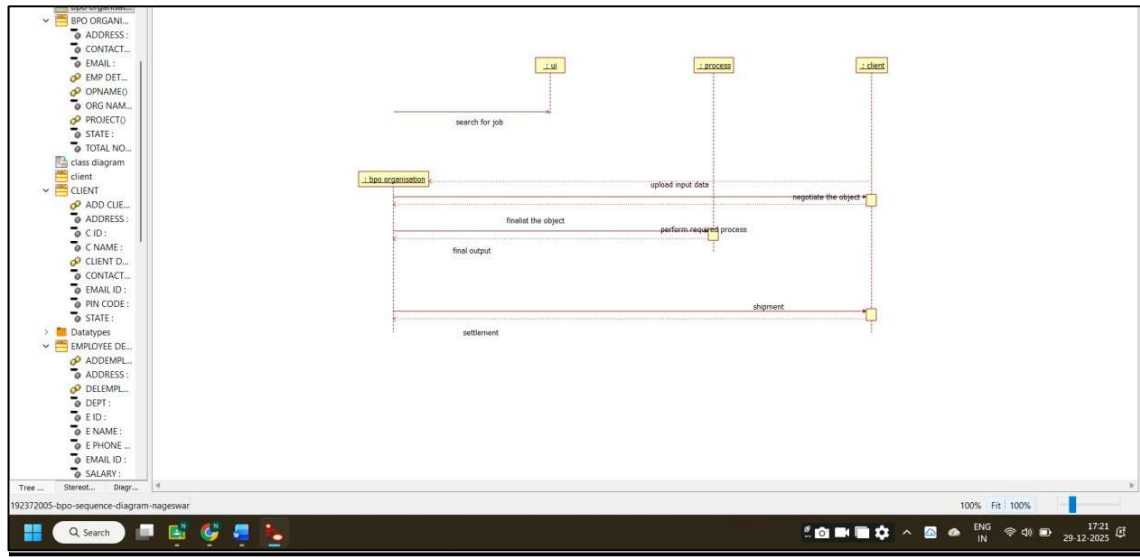 bpo organisat...
BPO ORGANI...
ADDRESS :
CONTACT...
EMAIL :
EMP DET...
OPNAME()
ORG NAM...
PROJECT()
STATE :
TOTAL NO...
class diagram
client
CLIENT
ADD CLIE...
ADDRESS :
C ID :
C NAME :
CLIENT D...
CONTACT...
EMAIL ID :
PIN CODE :
STATE :
Datatypes
EMPLOYEE DE...
ADDEMPL...
ADDRESS :
DELEMPL...
DEPT :
E ID :
E NAME :
E PHONE ...
EMAIL ID :
SALARY :
Tree ... Stereot... Diagr...
: ui
: process
: client
search for job
: bpo organisation
upload input data
negotiate the object
finalist the object
perform required process
final output
shipment
settlement
192372005-bpo-sequence-diagram-nageswar
100% Fit 100%
Search
ENG
IN
17:21
29-12-2025